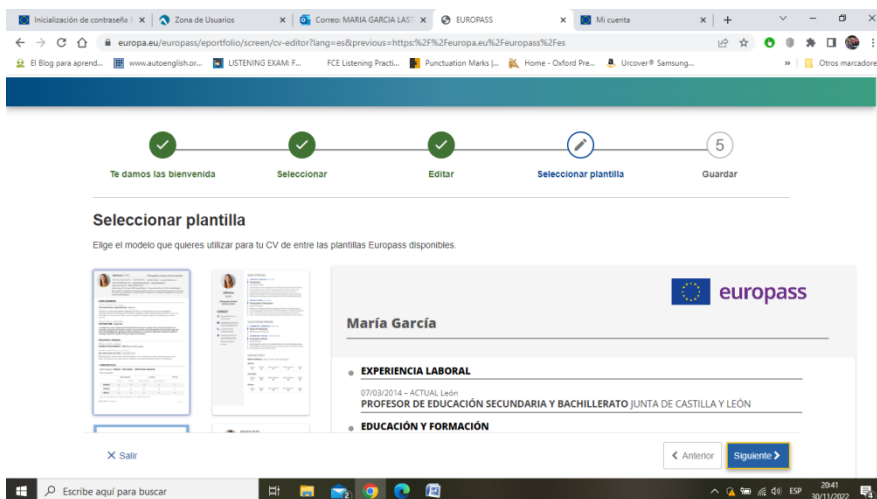 Inicialización de contraseña (
Zona de Usuarios
Correo: MARIA GARCIA LAS
EUROPASS
Mi cuenta
europa.eu/europass/eportfolio/screen/cv-editor?lang=es&previous=https:%2F%2Feuropa.eu%2Feuropass%2Fes
El Blog para aprend...
www.autoenglish.or...
LISTENING EXAM: F...
FCE Listening Practi...
Punctuation Marks |...
Home - Oxford Pre...
Urcover® Samsung...
»
Otros marcadore
5
Te damos las bienvenida
Seleccionar
Editar
Seleccionar plantilla
Guardar
Seleccionar plantilla
Elige el modelo que quieres utilizar para tu CV de entre las plantillas Europass disponibles.
europass
María García
EXPERIENCIA LABORAL
07/03/2014 – ACTUAL León
PROFESOR DE EDUCACIÓN SECUNDARIA Y BACHILLERATO JUNTA DE CASTILLA Y LEÓN
EDUCACIÓN Y FORMACIÓN
Salir
Anterior
Siguiente
Escribe aquí para buscar
ESP
20:41
30/11/2022